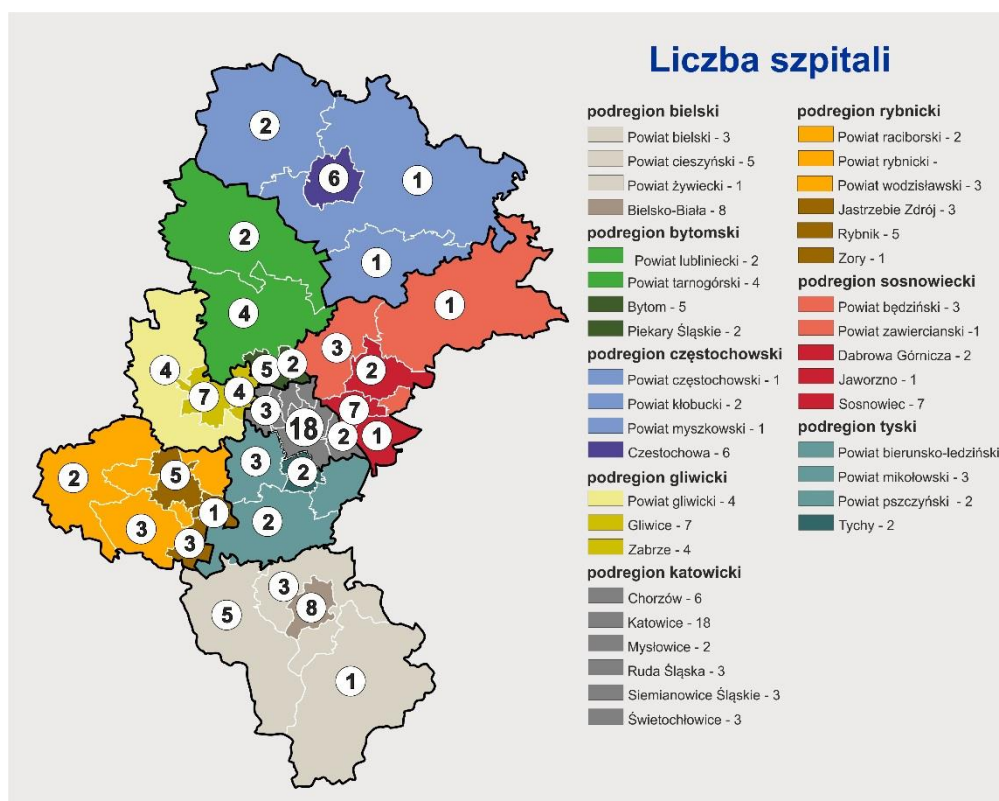 Liczba szpitali
podregion bielski
Powiat bielski - 3
Powiat cieszyński - 5
Powiat żywiecki - 1
Bielsko-Biała - 8
podregion bytomski
Powiat lubliniecki - 2
Powiat tarnogórski - 4
Bytom - 5
Piekary Śląskie - 2
podregion częstochowski
Powiat częstochowski - 1
Powiat kłobucki - 2
Powiat myszkowski - 1
Czestochowa - 6
podregion gliwicki
Powiat gliwicki - 4
Gliwice - 7
Zabrze - 4
podregion katowicki
Chorzów - 6
Katowice - 18
Mysłowice - 2
Ruda Śląska - 3
Siemianowice Śląskie - 3
Świetochłowice - 3
podregion rybnicki
Powiat raciborski - 2
Powiat rybnicki -
Powiat wodzisławski - 3
Jastrzebie Zdrój - 3
Rybnik - 5
Zory - 1
podregion sosnowiecki
Powiat będziński - 3
Powiat zawiercianski -1
Dabrowa Górnicza - 2
Jaworzno - 1
Sosnowiec - 7
podregion tyski
Powiat bierunsko-ledziński
Powiat mikołowski - 3
Powiat pszczyński - 2
Tychy - 2
2
6
1
2
1
1
4
3
4
5
2
2
7
4
3
7
18
2
1
3
2
5
2
1
2
3
3
3
5
8
1